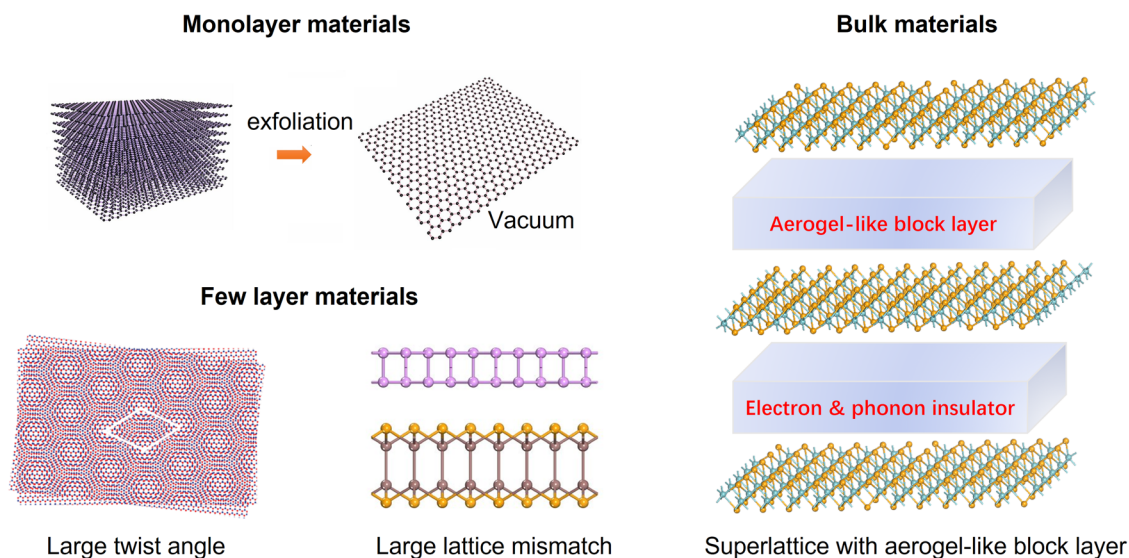 Monolayer materials
exfoliation
Vacuum
Few layer materials
Large twist angle
Large lattice mismatch
Bulk materials
Aerogel-like block layer
Electron & phonon insulator
Superlattice with aerogel-like block layer